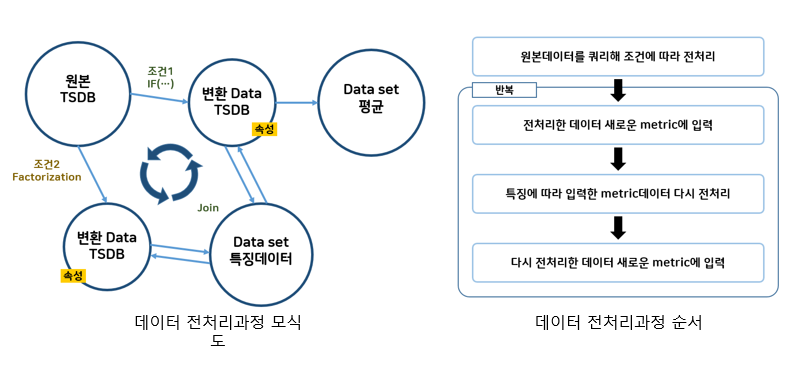 원본
TSDB
조건1
IF(…)
변환 Data
TSDB
속성
Data set
평균
조건2
Factorization
Join
변환 Data
TSDB
속성
Data set
특징데이터
데이터 전처리과정 모식
도
원본데이터를 쿼리해 조건에 따라 전처리
반복
전처리한 데이터 새로운 metric에 입력
특징에 따라 입력한 metric데이터 다시 전처리
다시 전처리한 데이터 새로운 metric에 입력
데이터 전처리과정 순서